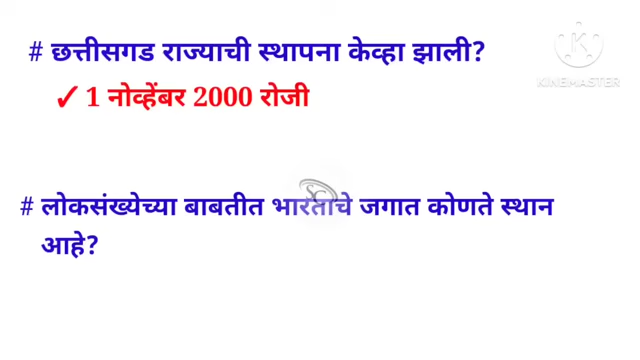 # छत्तीसगड राज्याची स्थापना केव्हा झाली?
✓ 1 नोव्हेंबर 2000 रोजी
KINEMASTER
# लोकसंख्येच्या बाबतीत भारताचे जगात कोणते स्थान
आहे?